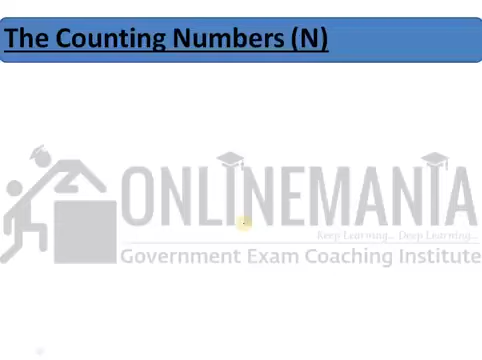 The Counting Numbers (N)
ONLINEMANIA
Keep Learning... Deep Learning...
Government Exam Coaching Institute